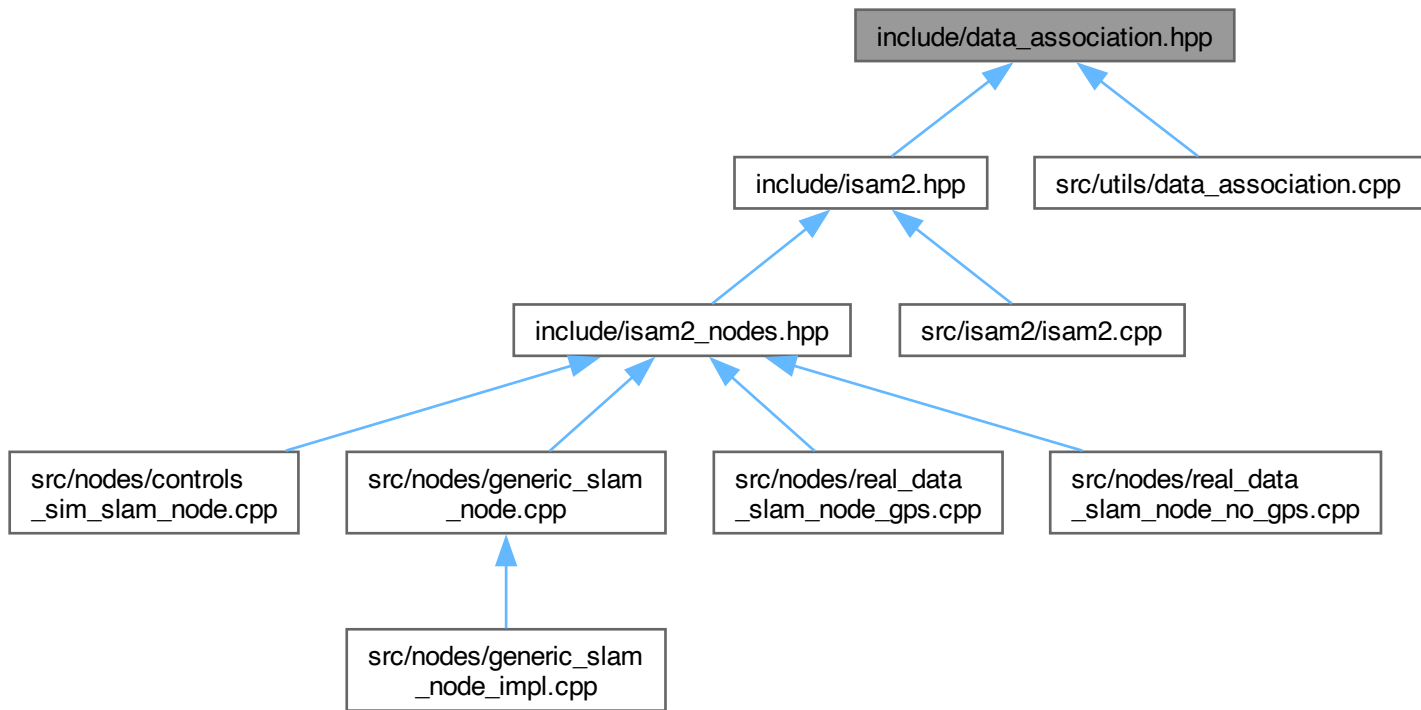 include/data_association.hpp
include/isam2.hpp
src/utils/data_association.cpp
include/isam2_nodes.hpp
src/isam2/isam2.cpp
src/nodes/controls
_sim_slam_node.cpp
src/nodes/generic_slam
_node.cpp
src/nodes/real_data
_slam_node_gps.cpp
src/nodes/real_data
_slam_node_no_gps.cpp
src/nodes/generic_slam
_node_impl.cpp